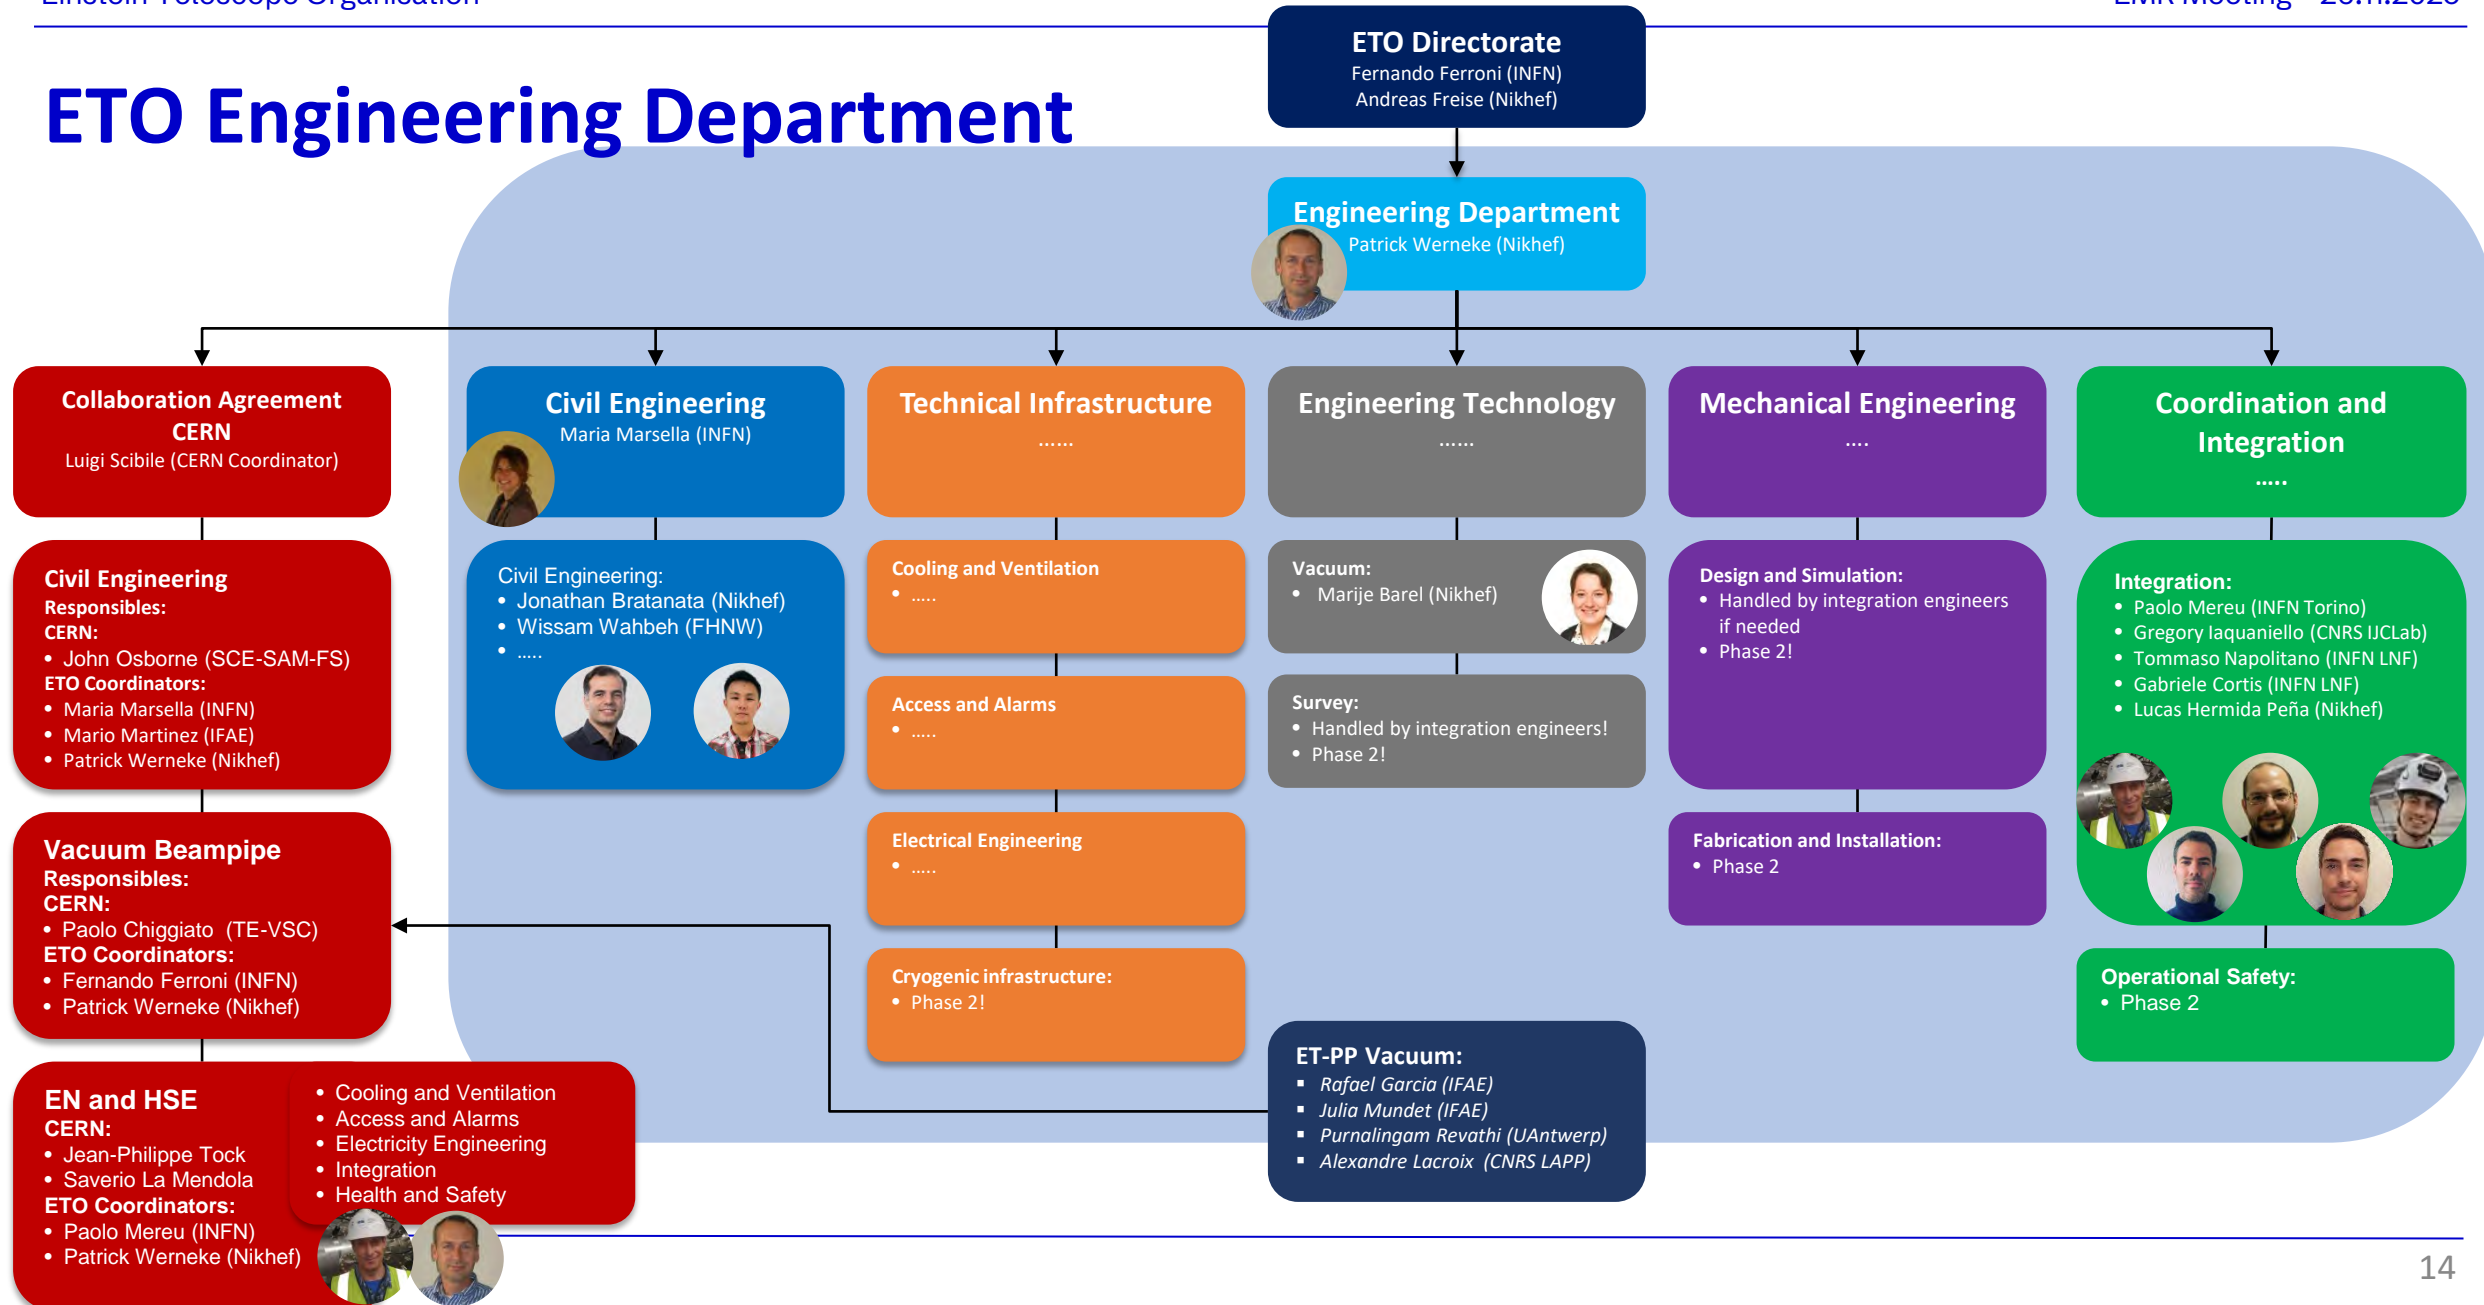 Einstein Telescope Organisation
ETO Engineering Department
ETO Directorate
Fernando Ferroni (INFN)
Andreas Freise (Nikhef)
Engineering Department
Patrick Werneke (Nikhef)
Collaboration Agreement
CERN
Luigi Scibile (CERN Coordinator)
Civil Engineering
Responsibles:
CERN:
• John Osborne (SCE-SAM-FS)
ETO Coordinators:
• Maria Marsella (INFN)
• Mario Martinez (IFAE)
• Patrick Werneke (Nikhef)
Vacuum Beampipe
Responsibles:
CERN:
• Paolo Chiggiato (TE-VSC)
ETO Coordinators:
• Fernando Ferroni (INFN)
• Patrick Werneke (Nikhef)
EN and HSE
CERN:
• Jean-Philippe Tock
• Saverio La Mendola
ETO Coordinators:
• Paolo Mereu (INFN)
• Patrick Werneke (Nikhef)
• Cooling and Ventilation
• Access and Alarms
• Electricity Engineering
• Integration
• Health and Safety
Civil Engineering
Maria Marsella (INFN)
Civil Engineering:
• Jonathan Bratanata (Nikhef)
• Wissam Wahbeh (FHNW)
• .....
Technical Infrastructure
......
Cooling and Ventilation
• .....
Access and Alarms
• .....
Electrical Engineering
• .....
Cryogenic infrastructure:
• Phase 2!
Engineering Technology
......
Vacuum:
• Marije Barel (Nikhef)
Survey:
• Handled by integration engineers!
• Phase 2!
ET-PP Vacuum:
▪ Rafael Garcia (IFAE)
▪ Julia Mundet (IFAE)
▪ Purnalingam Revathi (UAntwerp)
▪ Alexandre Lacroix (CNRS LAPP)
Mechanical Engineering
....
Design and Simulation:
• Handled by integration engineers
if needed
• Phase 2!
Fabrication and Installation:
• Phase 2
Coordination and
Integration
.....
Integration:
• Paolo Mereu (INFN Torino)
• Gregory Iaquaniello (CNRS IJCLab)
• Tommaso Napolitano (INFN LNF)
• Gabriele Cortis (INFN LNF)
• Lucas Hermida Peña (Nikhef)
Operational Safety:
• Phase 2
14